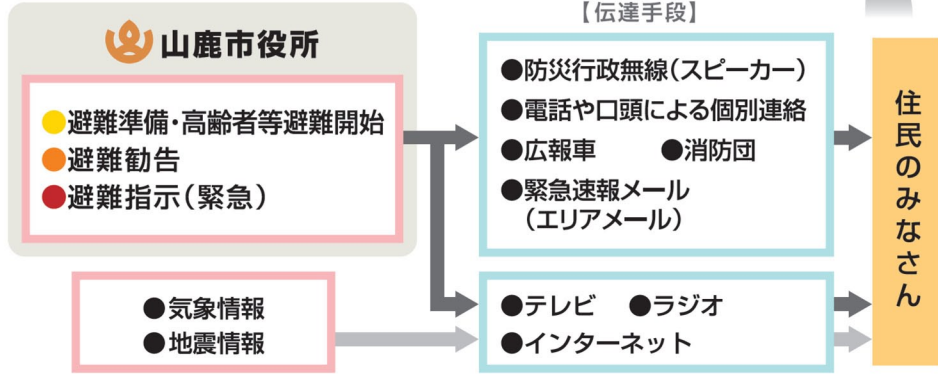 【伝達手段】
山鹿市役所
●避難準備・高齢者等避難開始
●避難勧告
●避難指示（緊急）
●気象情報
●地震情報
●防災行政無線（スピーカー）
●電話や口頭による個別連絡
●広報車 ●消防団
●緊急速報メール
（エリアメール）
●テレビ ●ラジオ
●インターネット
住民のみなさん